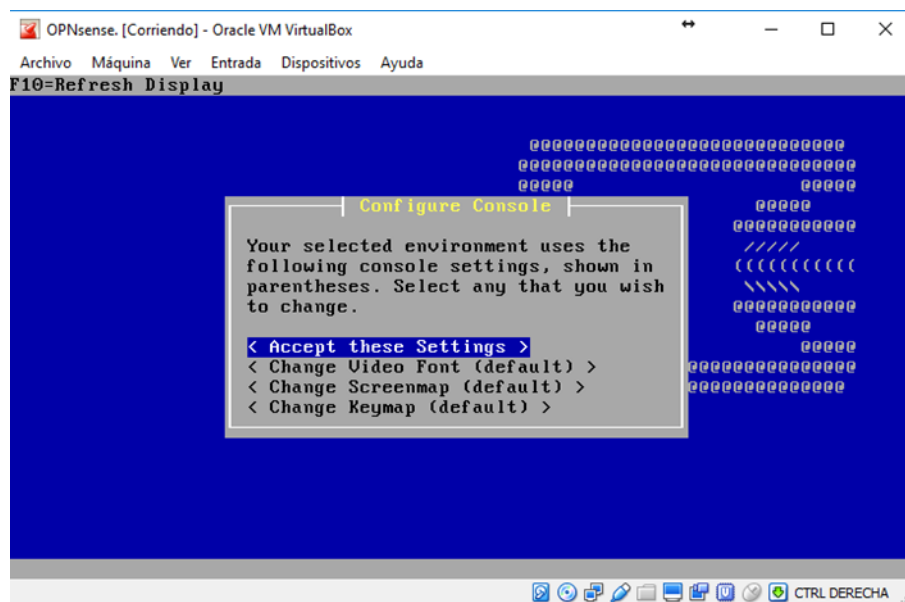 OPNsense. [Corriendo] - Oracle VM VirtualBox
Archivo Máquina Ver Entrada Dispositivos Ayuda
F10=Refresh Display
@@@@@@@@@@@@@@@@@@@@@@@@@@@@
@@@@@@@@@@@@@@@@@@@@@@@@@@@@@@
@@@@@ @@@@@
Configure Console
@@@@@
@@@@@@@@@@@
Your selected environment uses the
/////
following console settings, shown in
(((((((((((
parentheses. Select any that you wish
\\\\\
to change.
@@@@@@@@@@@
@@@@@
< Accept these Settings >
@@@@@
< Change Video Font (default) >
@@@@@@@@@@@@@@@
< Change Screenmap (default) >
@@@@@@@@@@@@@@
< Change Keymap (default) >
CTRL DERECHA